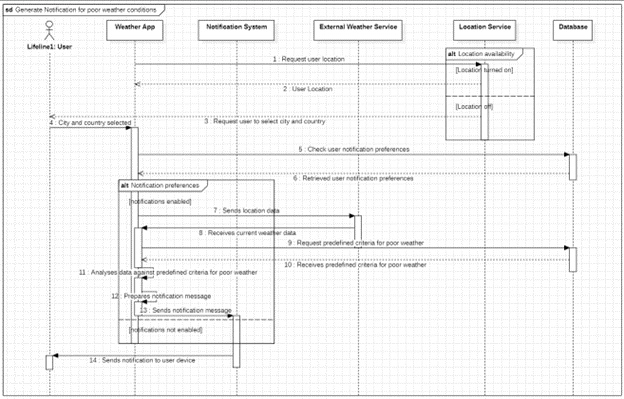 sd Generate Notification for poor weather conditions
Lifeline1: User
Weather App
Notification System
External Weather Service
Location Service
Database
alt Location availability
1 : Request user location
[Location turned on]
2 : User Location
[Location off]
3 : Request user to select city and country
4 : City and country selected
5 : Check user notification preferences
6 : Retrieved user notification preferences
alt Notification preferences
[notifications enabled]
7 : Sends location data
8 : Receives current weather data
9 : Request predefined criteria for poor weather
10 : Receives predefined criteria for poor weather
11 : Analyses data against predefined criteria for poor weather
12 : Prepares notification message
13 : Sends notification message
[notifications not enabled]
14 : Sends notification to user device